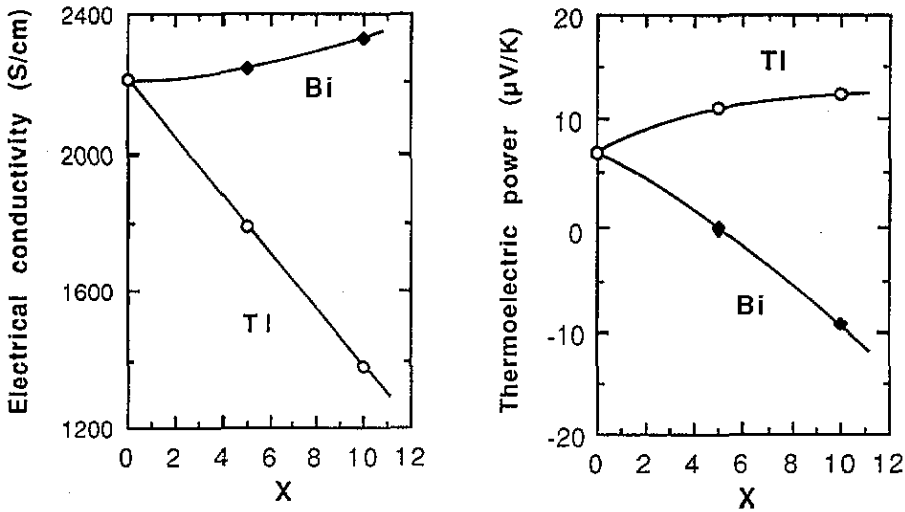 Electrical conductivity (S/cm)
2400
2000
1600
1200
Bi
Tl
0 2 4 6 8 10 12
X
Thermoelectric power (μV/K)
20
10
0
-10
-20
Tl
Bi
0 2 4 6 8 10 12
X